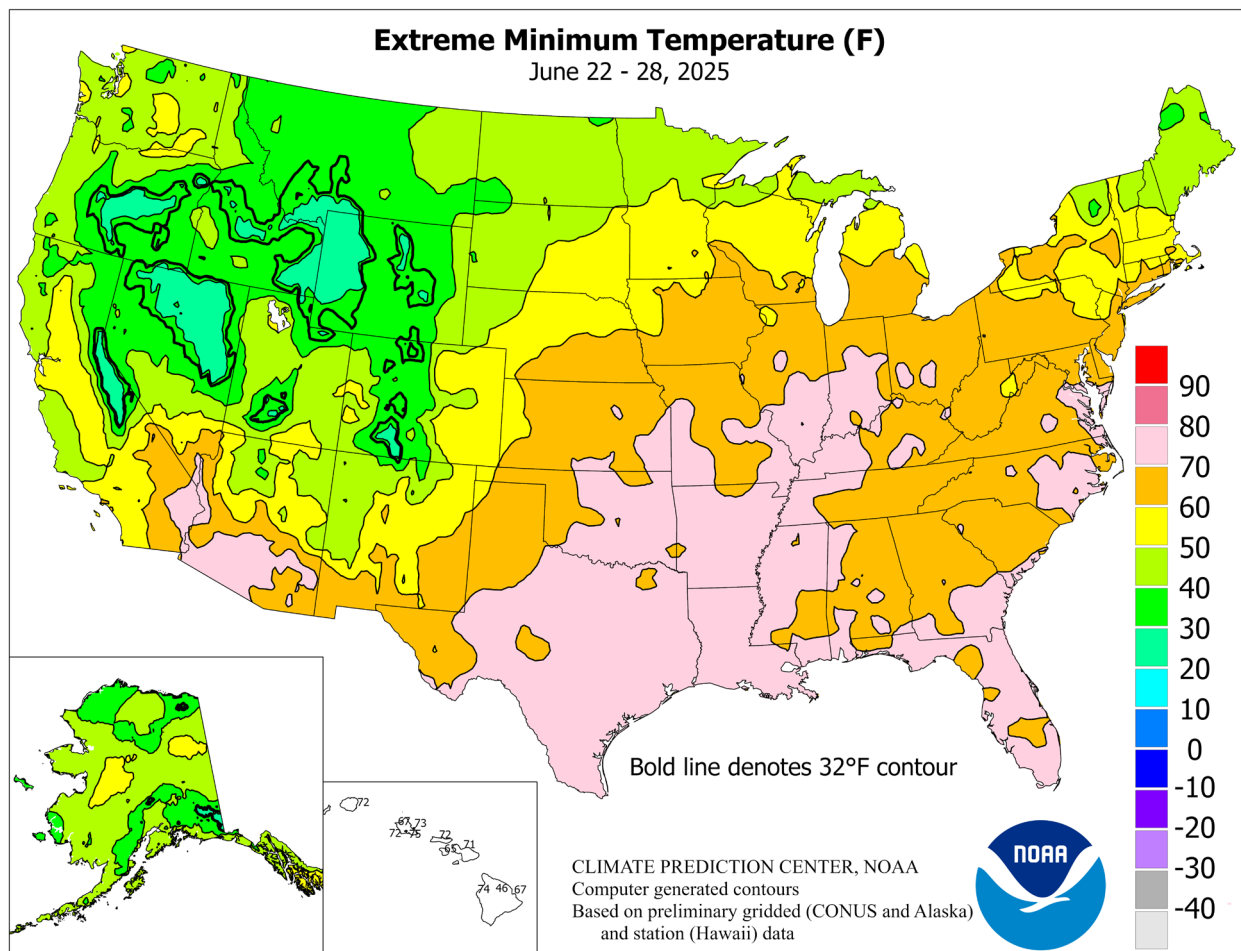 Extreme Minimum Temperature (F)
June 22 - 28, 2025
90
80
70
60
50
40
30
20
10
0
-10
-20
-30
-40
Bold line denotes 32°F contour
72
67 73
72 75
72
65 71
74 46 67
CLIMATE PREDICTION CENTER, NOAA
Computer generated contours
Based on preliminary gridded (CONUS and Alaska)
and station (Hawaii) data
NOAA